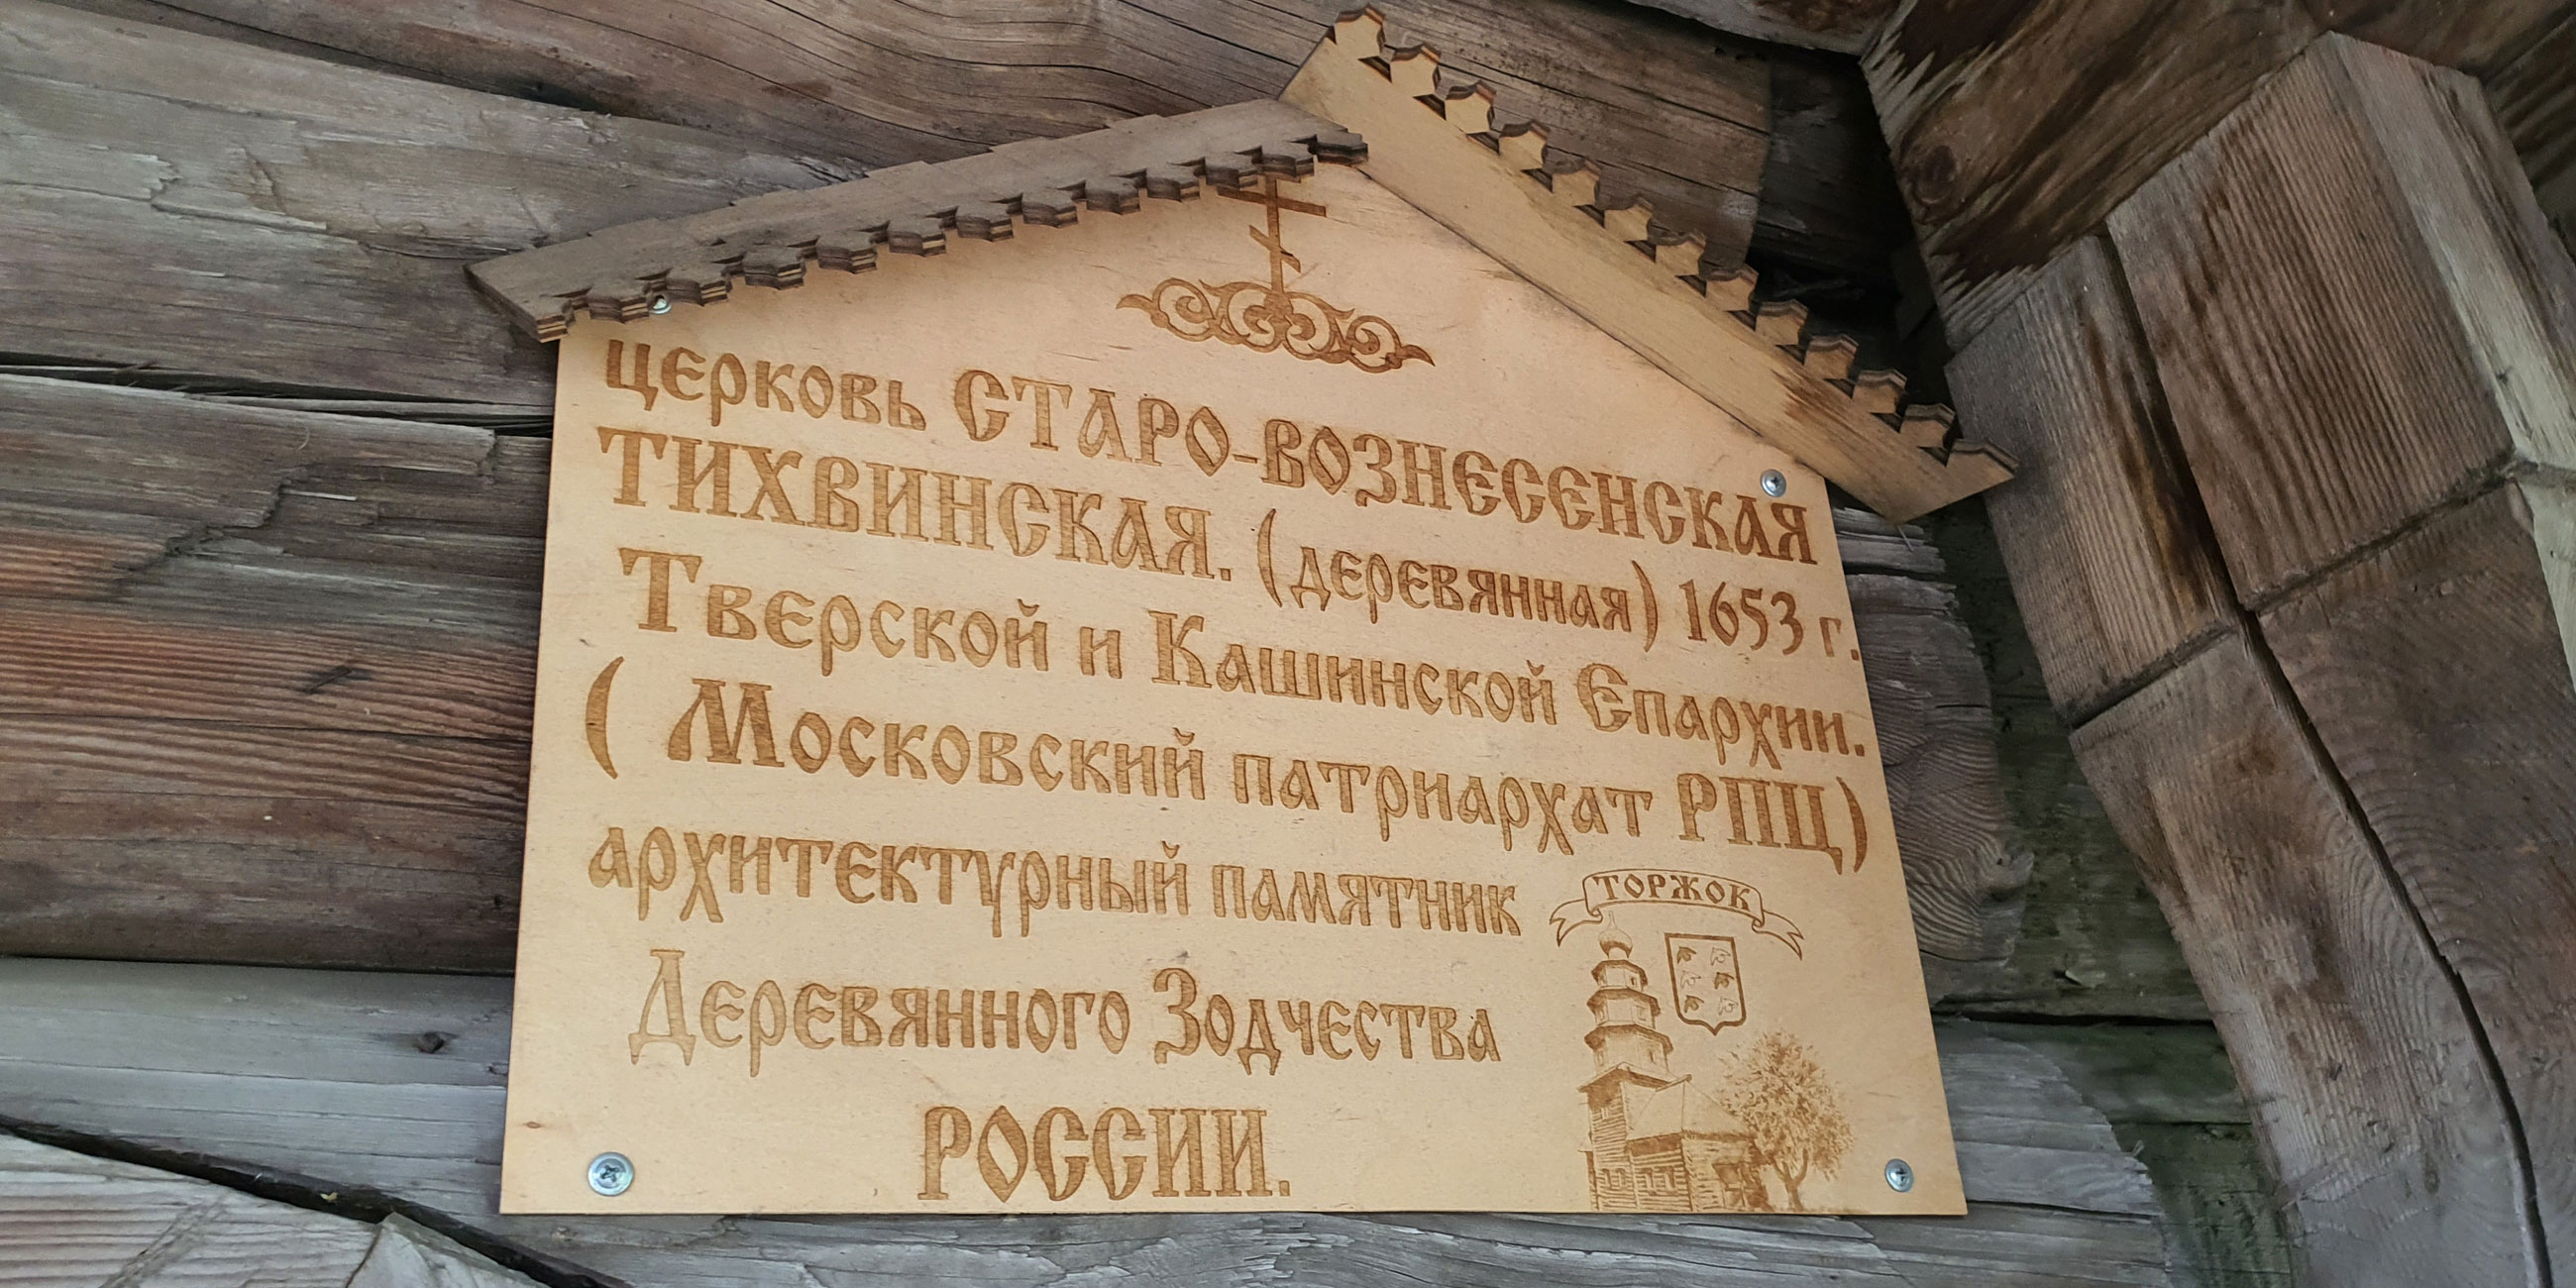 церковь СТАРО-ВОЗНЕСЕНСКАЯ
ТИХВИНСКАЯ. (деревянная) 1653 г.
Тверской и Кашинской Епархии.
( Московский патриархат РПЦ)
архитектурный памятник
ТОРЖОК
Деревянного Зодчества
РОССИИ.